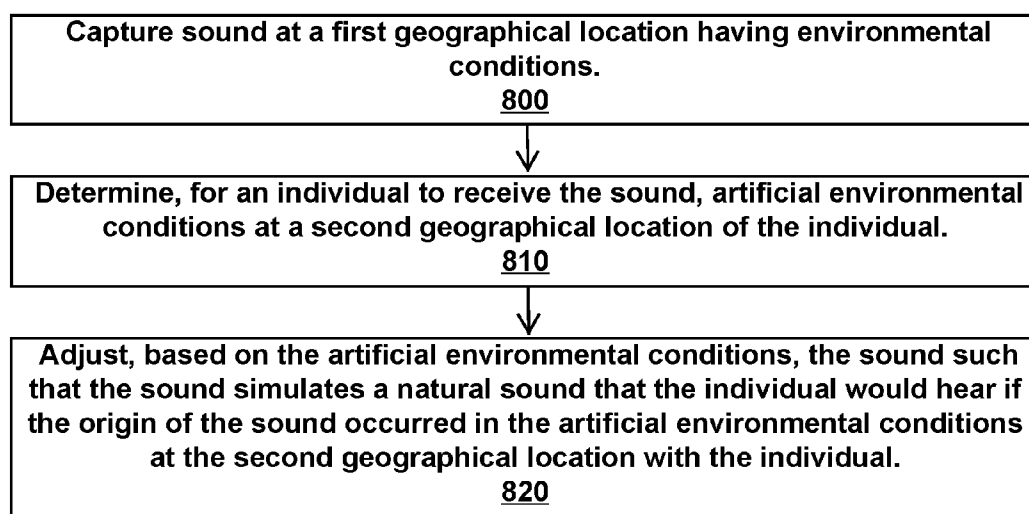 Capture sound at a first geographical location having environmental
conditions.
800
Determine, for an individual to receive the sound, artificial environmental
conditions at a second geographical location of the individual.
810
Adjust, based on the artificial environmental conditions, the sound such
that the sound simulates a natural sound that the individual would hear if
the origin of the sound occurred in the artificial environmental conditions
at the second geographical location with the individual.
820